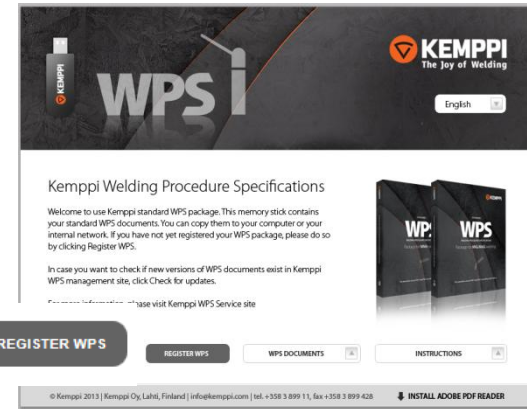 KEMPPI
WPS
KEMPPI
The Joy of Welding
English
Kemppi Welding Procedure Specifications
Welcome to use Kemppi standard WPS package. This memory stick contains
your standard WPS documents. You can copy them to your computer or your
internal network. If you have not yet registered your WPS package, please do so
by clicking Register WPS.
In case you want to check if new versions of WPS documents exist in Kemppi
WPS management site, click Check for updates.
please visit Kemppi WPS Service site
WPS
WPS
REGISTER WPS
REGISTER WPS
WPS DOCUMENTS
INSTRUCTIONS
© Kemppi 2013 | Kemppi Oy, Lahti, Finland | info@kemppi.com | tel. +358 3 899 11, fax +358 3 899 428
INSTALL ADOBE PDF READER